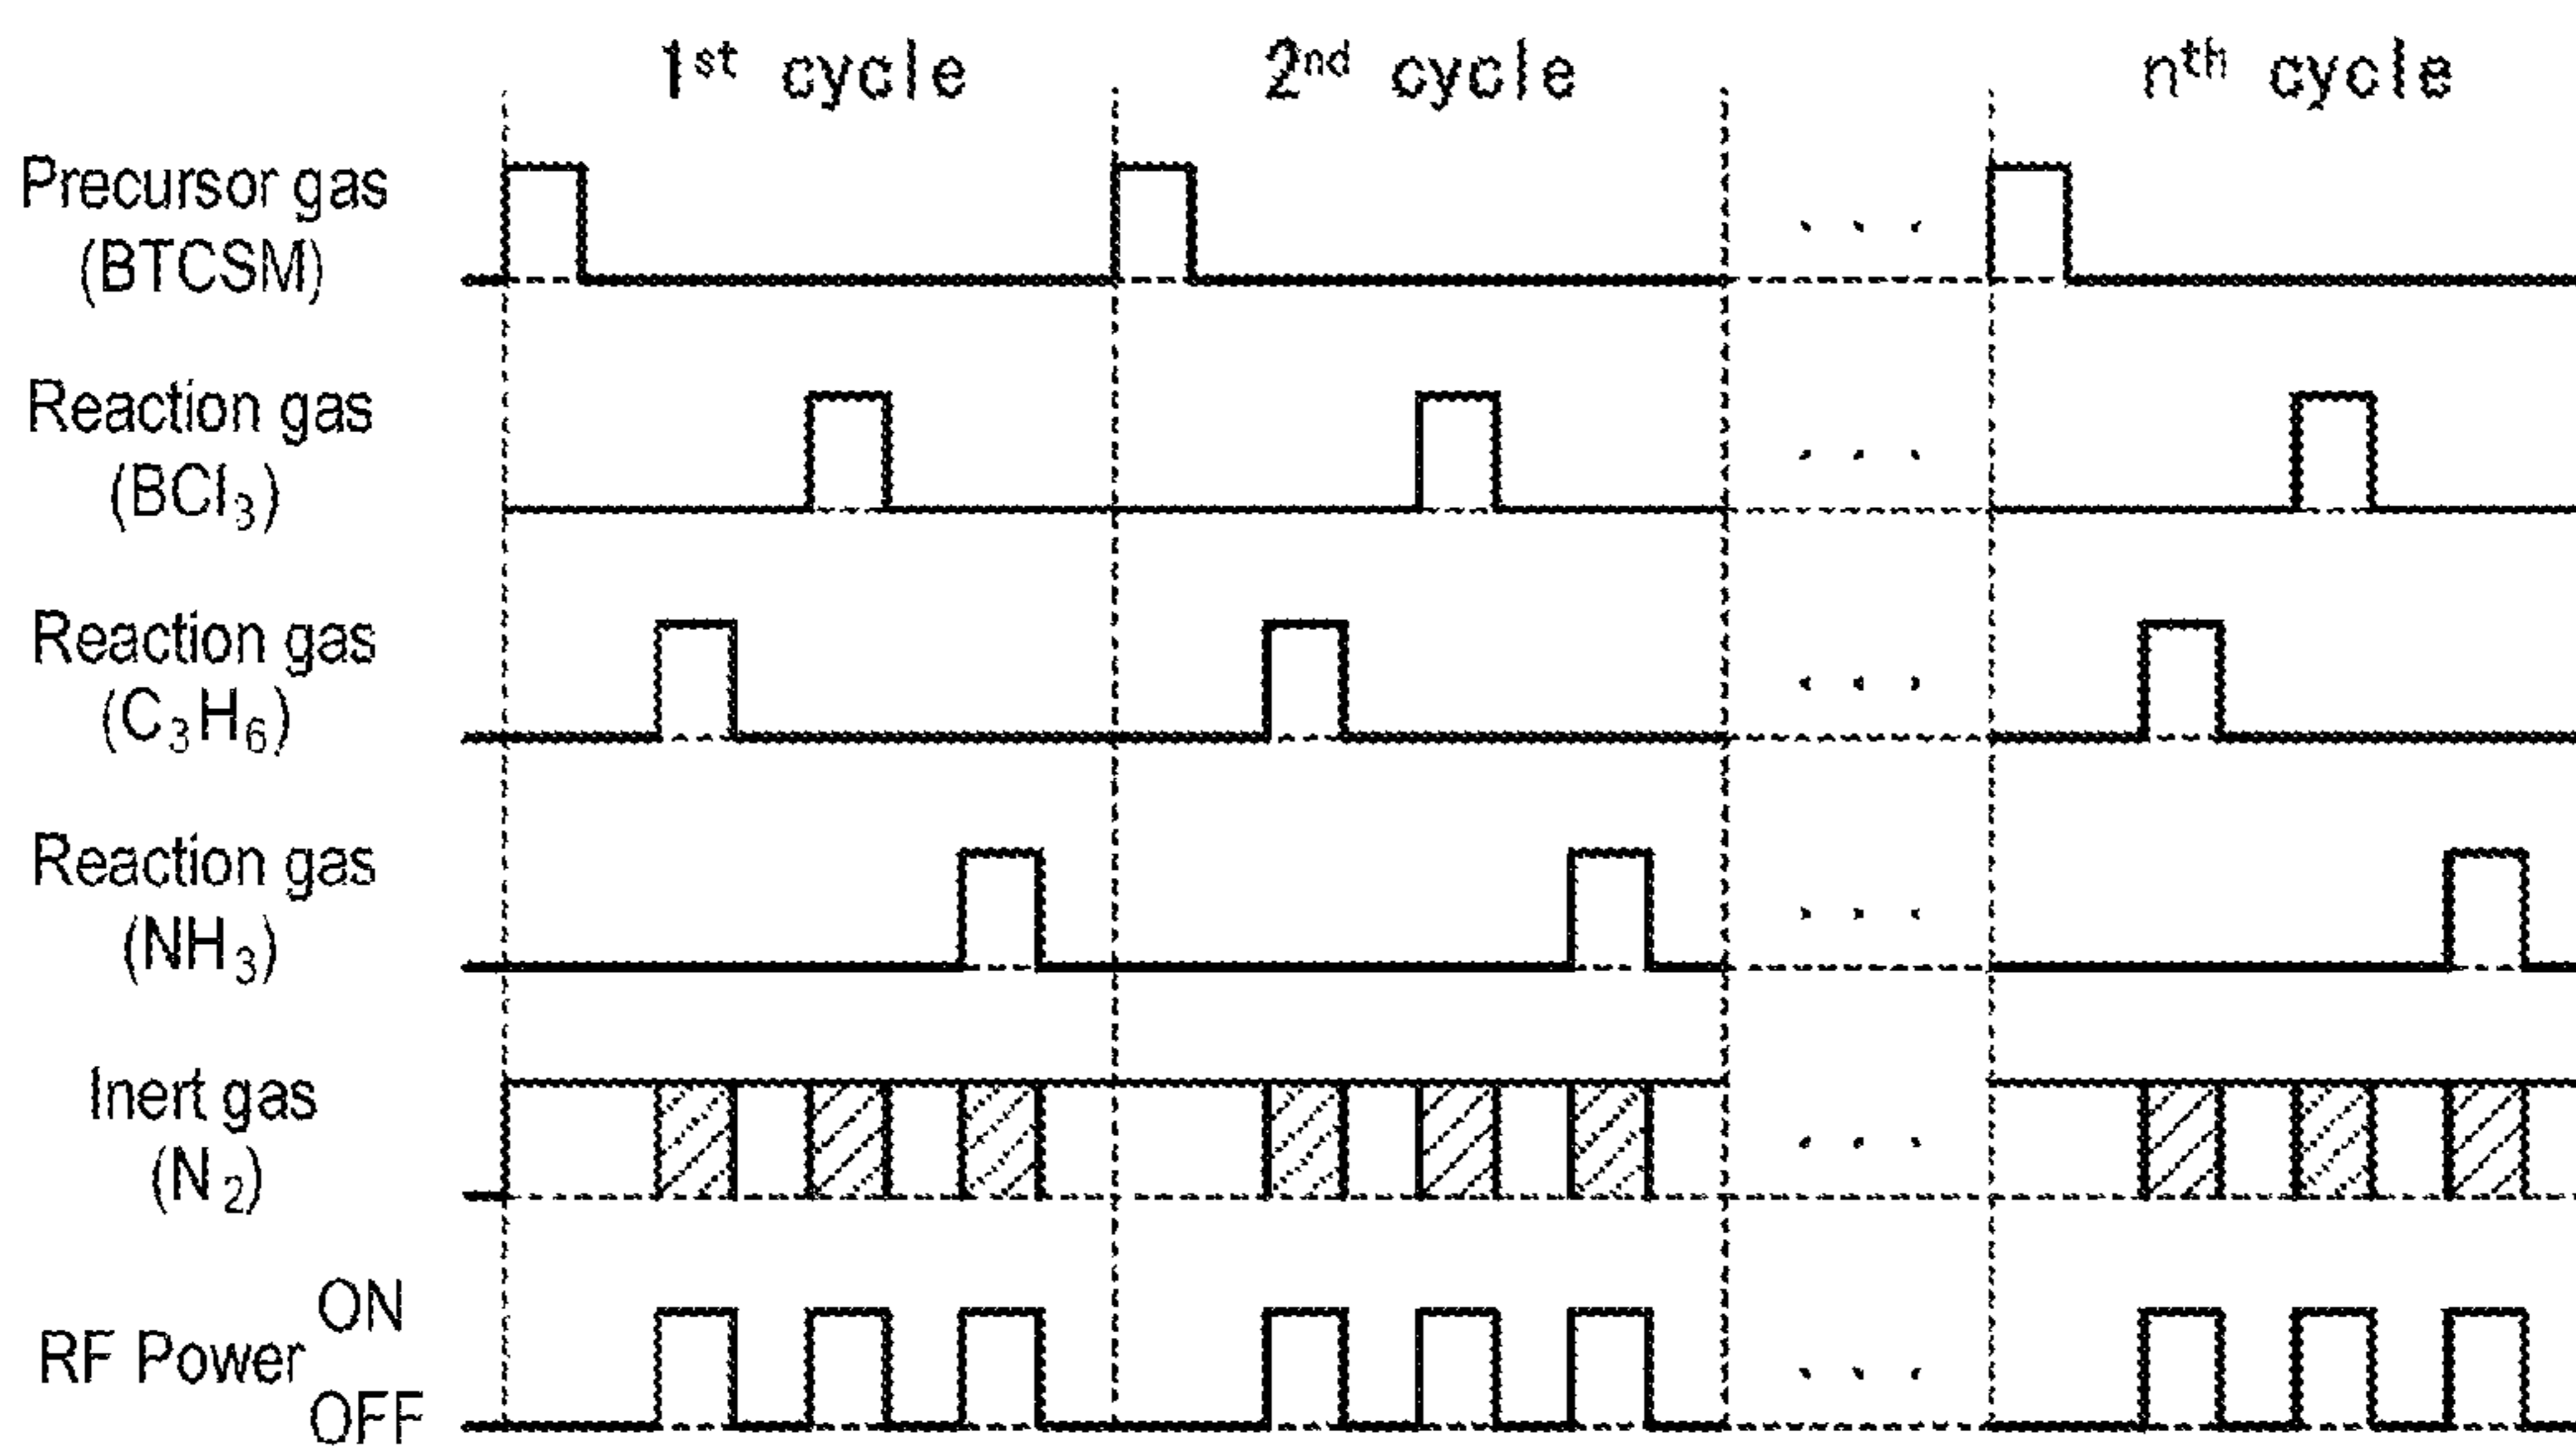 1st cycle 2nd cycle nth cycle
Precursor gas
(BTCSM)
Reaction gas
(BCl₃)
Reaction gas
(C₃H₆)
Reaction gas
(NH₃)
Inert gas
(N₂)
ON
RF Power
OFF